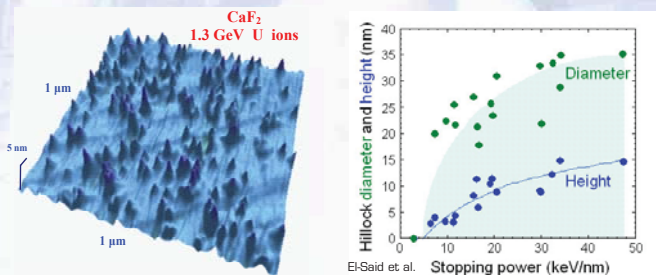 CaF2
1.3 GeV U ions
1 μm
5 nm
1 μm
Hillock diameter and height (nm)
40
35
30
25
20
15
10
5
0
Diameter
Height
0 10 20 30 40 50
El-Said et al. Stopping power (keV/nm)